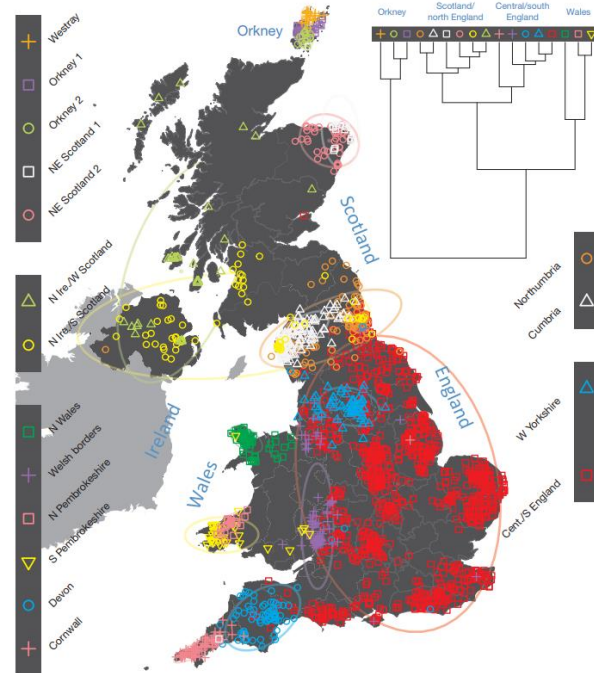 Orkney
Scotland/
north England
Central/south
England
Wales
Westray
Orkney 1
Orkney 2
NE Scotland 1
NE Scotland 2
N Ire./W Scotland
N Ire./S Scotland
N Wales
Welsh borders
N Pembrokeshire
S Pembrokeshire
Devon
Cornwall
Orkney
Scotland
England
Ireland
Wales
Northumbria
Cumbria
W Yorkshire
Cent./S England